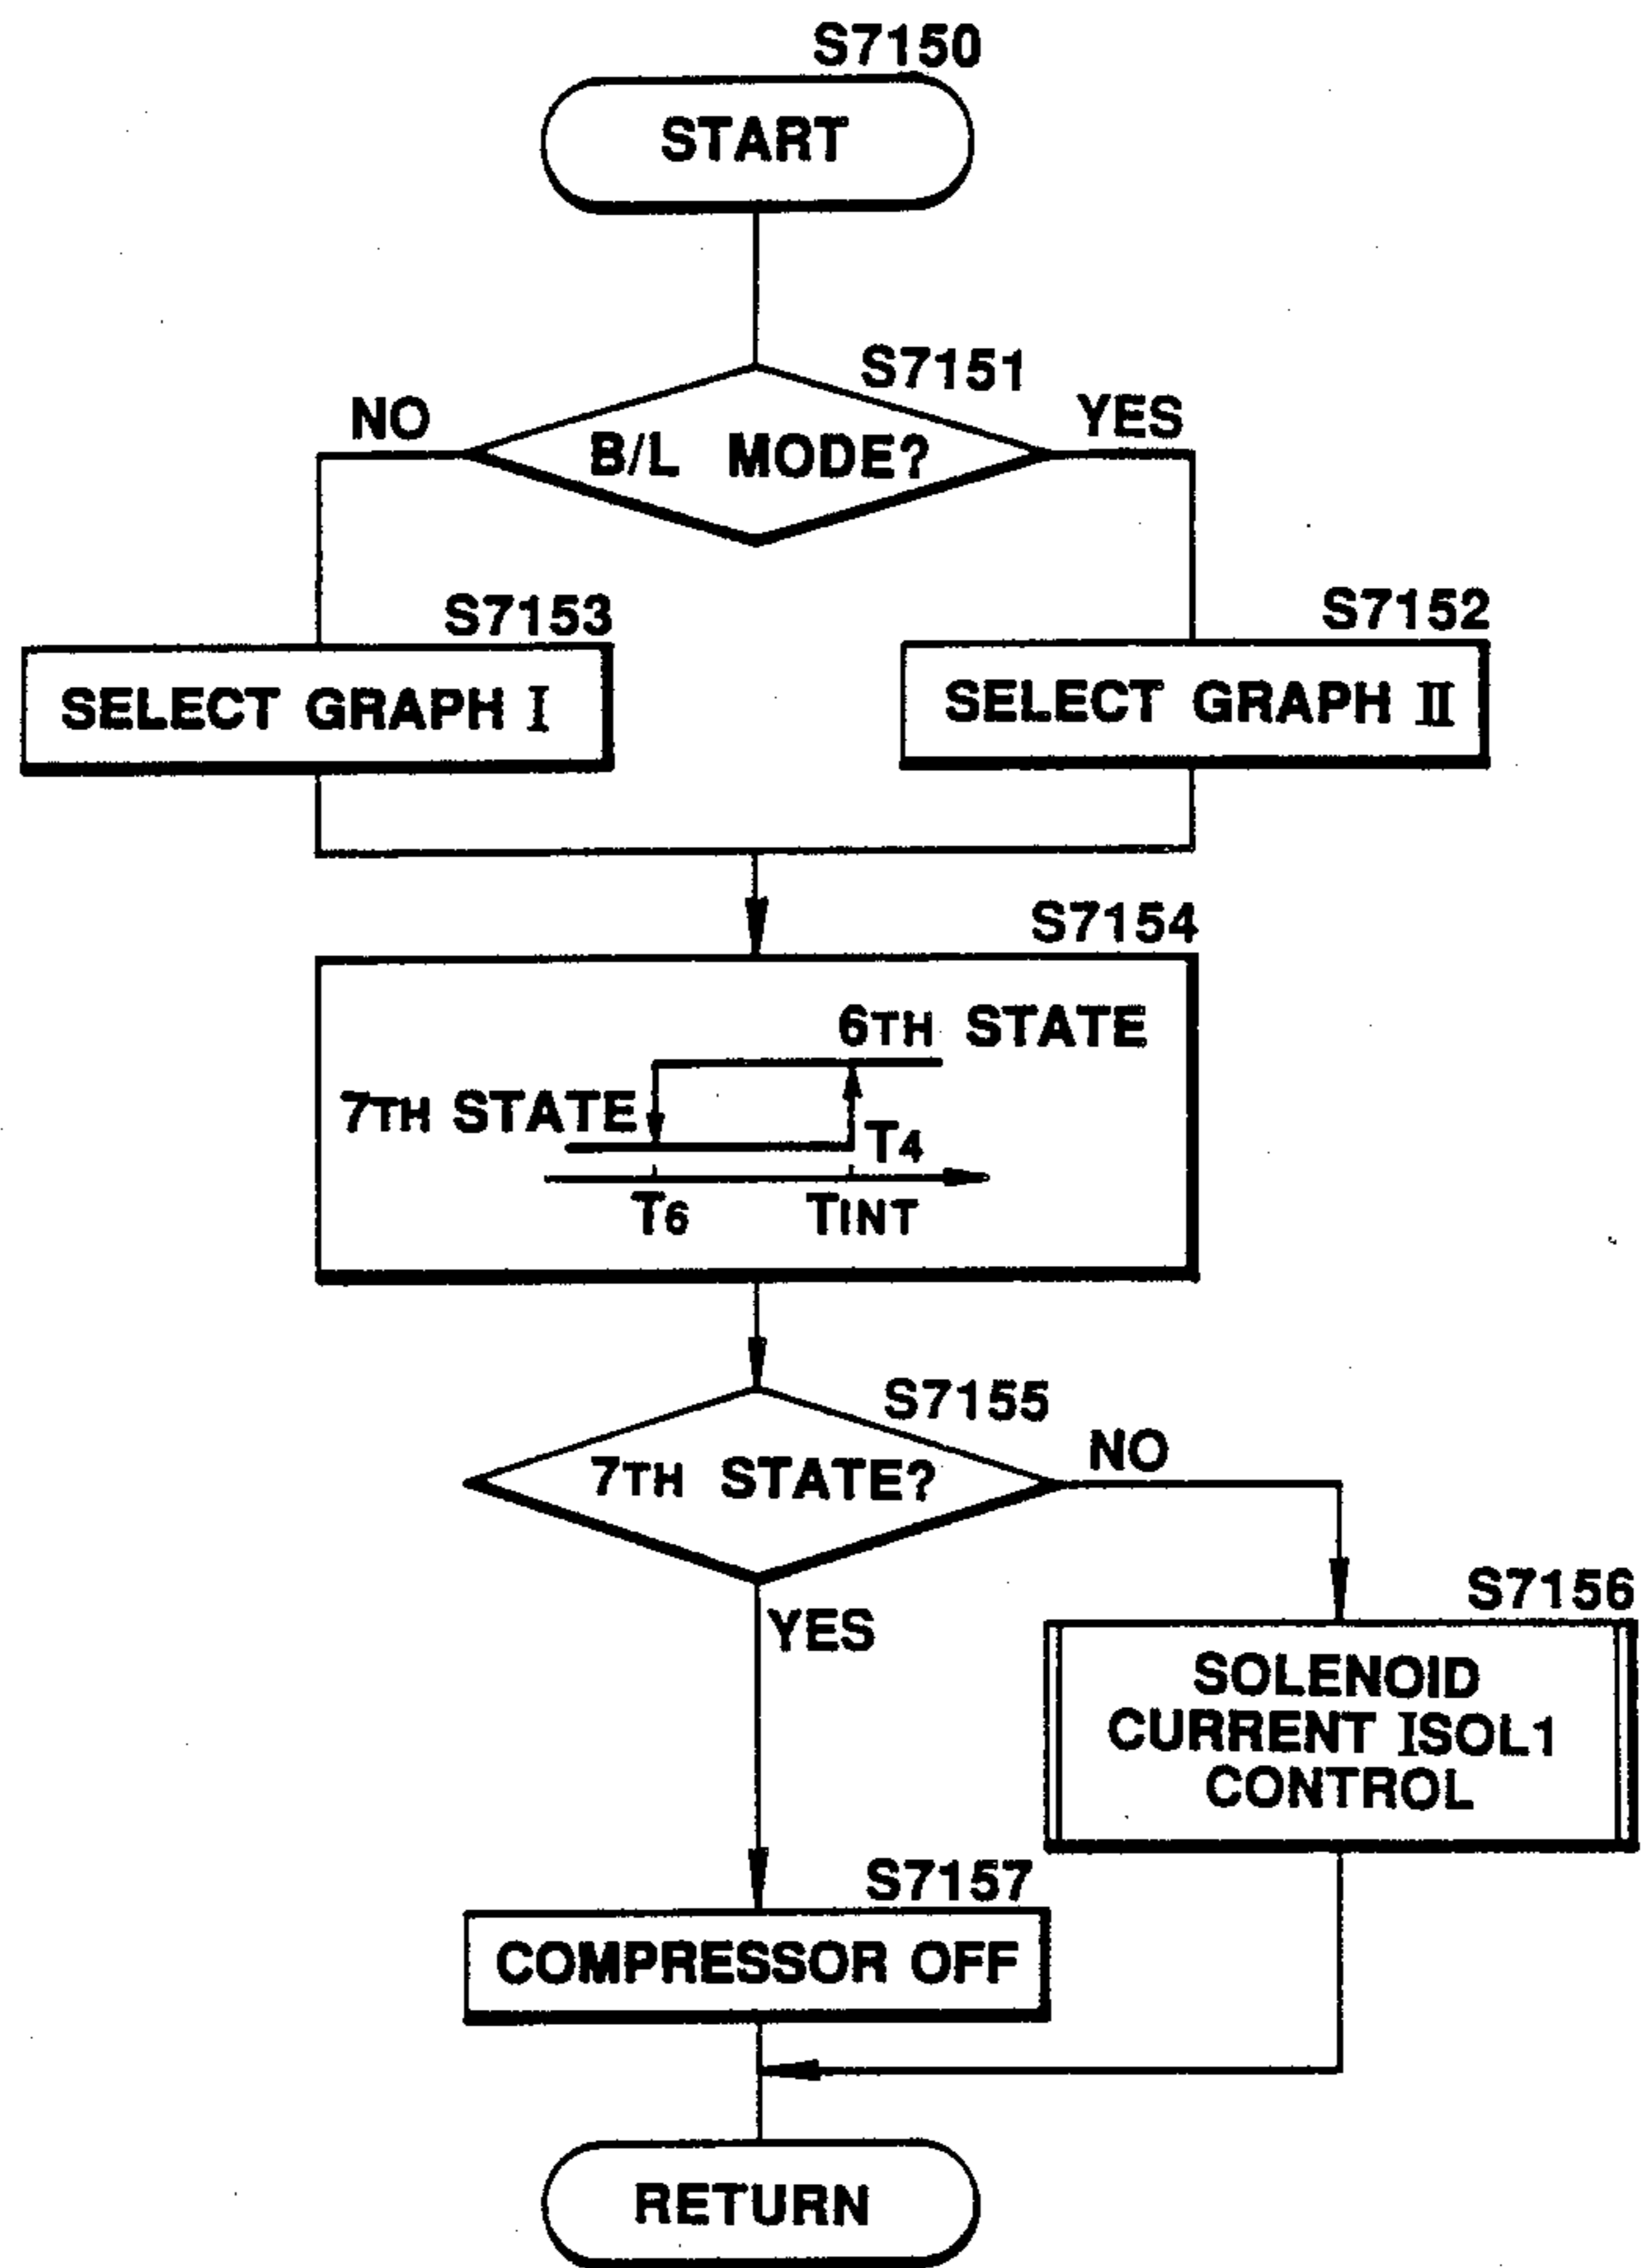 S7150
START
S7151
NO
YES
B/L MODE?
S7153
S7152
SELECT GRAPH I
SELECT GRAPH II
S7154
6TH STATE
7TH STATE
T4
T6
TINT
S7155
7TH STATE?
NO
YES
S7156
SOLENOID
CURRENT ISOL1
CONTROL
S7157
COMPRESSOR OFF
RETURN